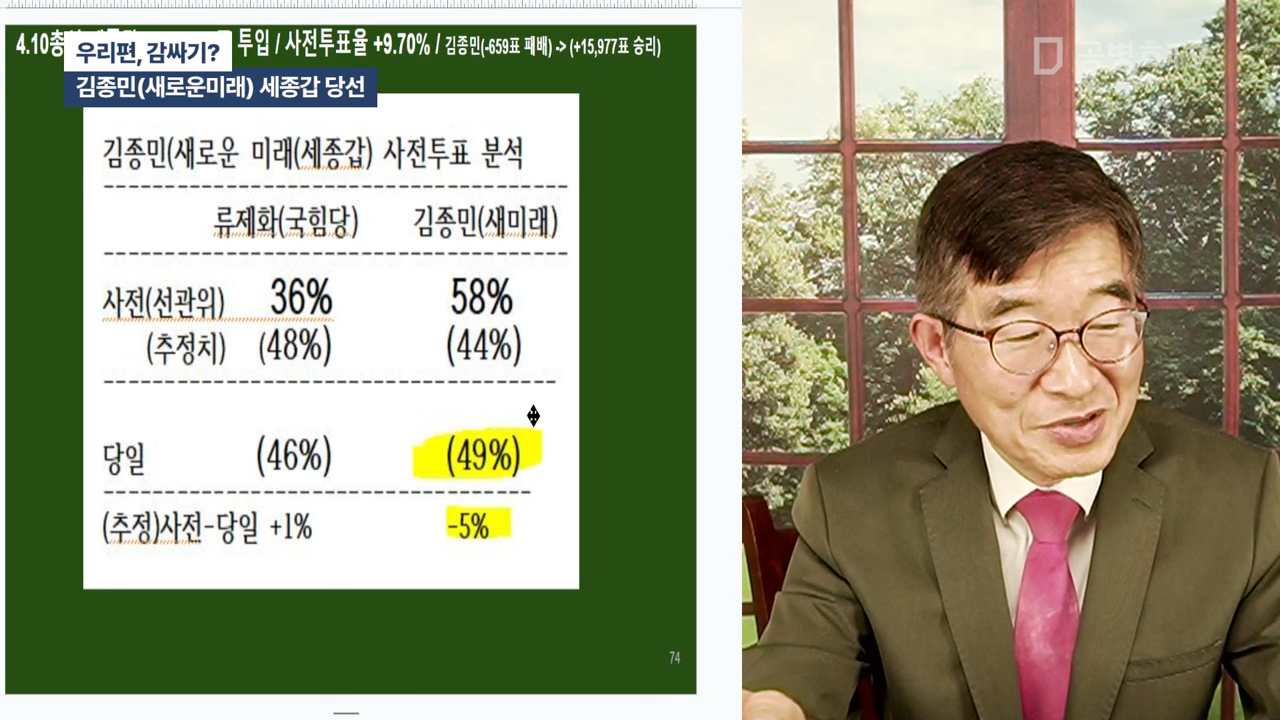 4.10총 투입 / 사전투표율 +9.70% / 김종민(-659표 패배) -> (+15,977표 승리)
우리편, 감싸기?
김종민(새로운미래) 세종갑 당선
김종민(새로운 미래(세종갑) 사전투표 분석
류제화(국힘당) 김종민(새미래)
사전(선관위) 36% 58%
(추정치) (48%) (44%)
당일 (46%) (49%)
(추정)사전-당일 +1% -5%
74